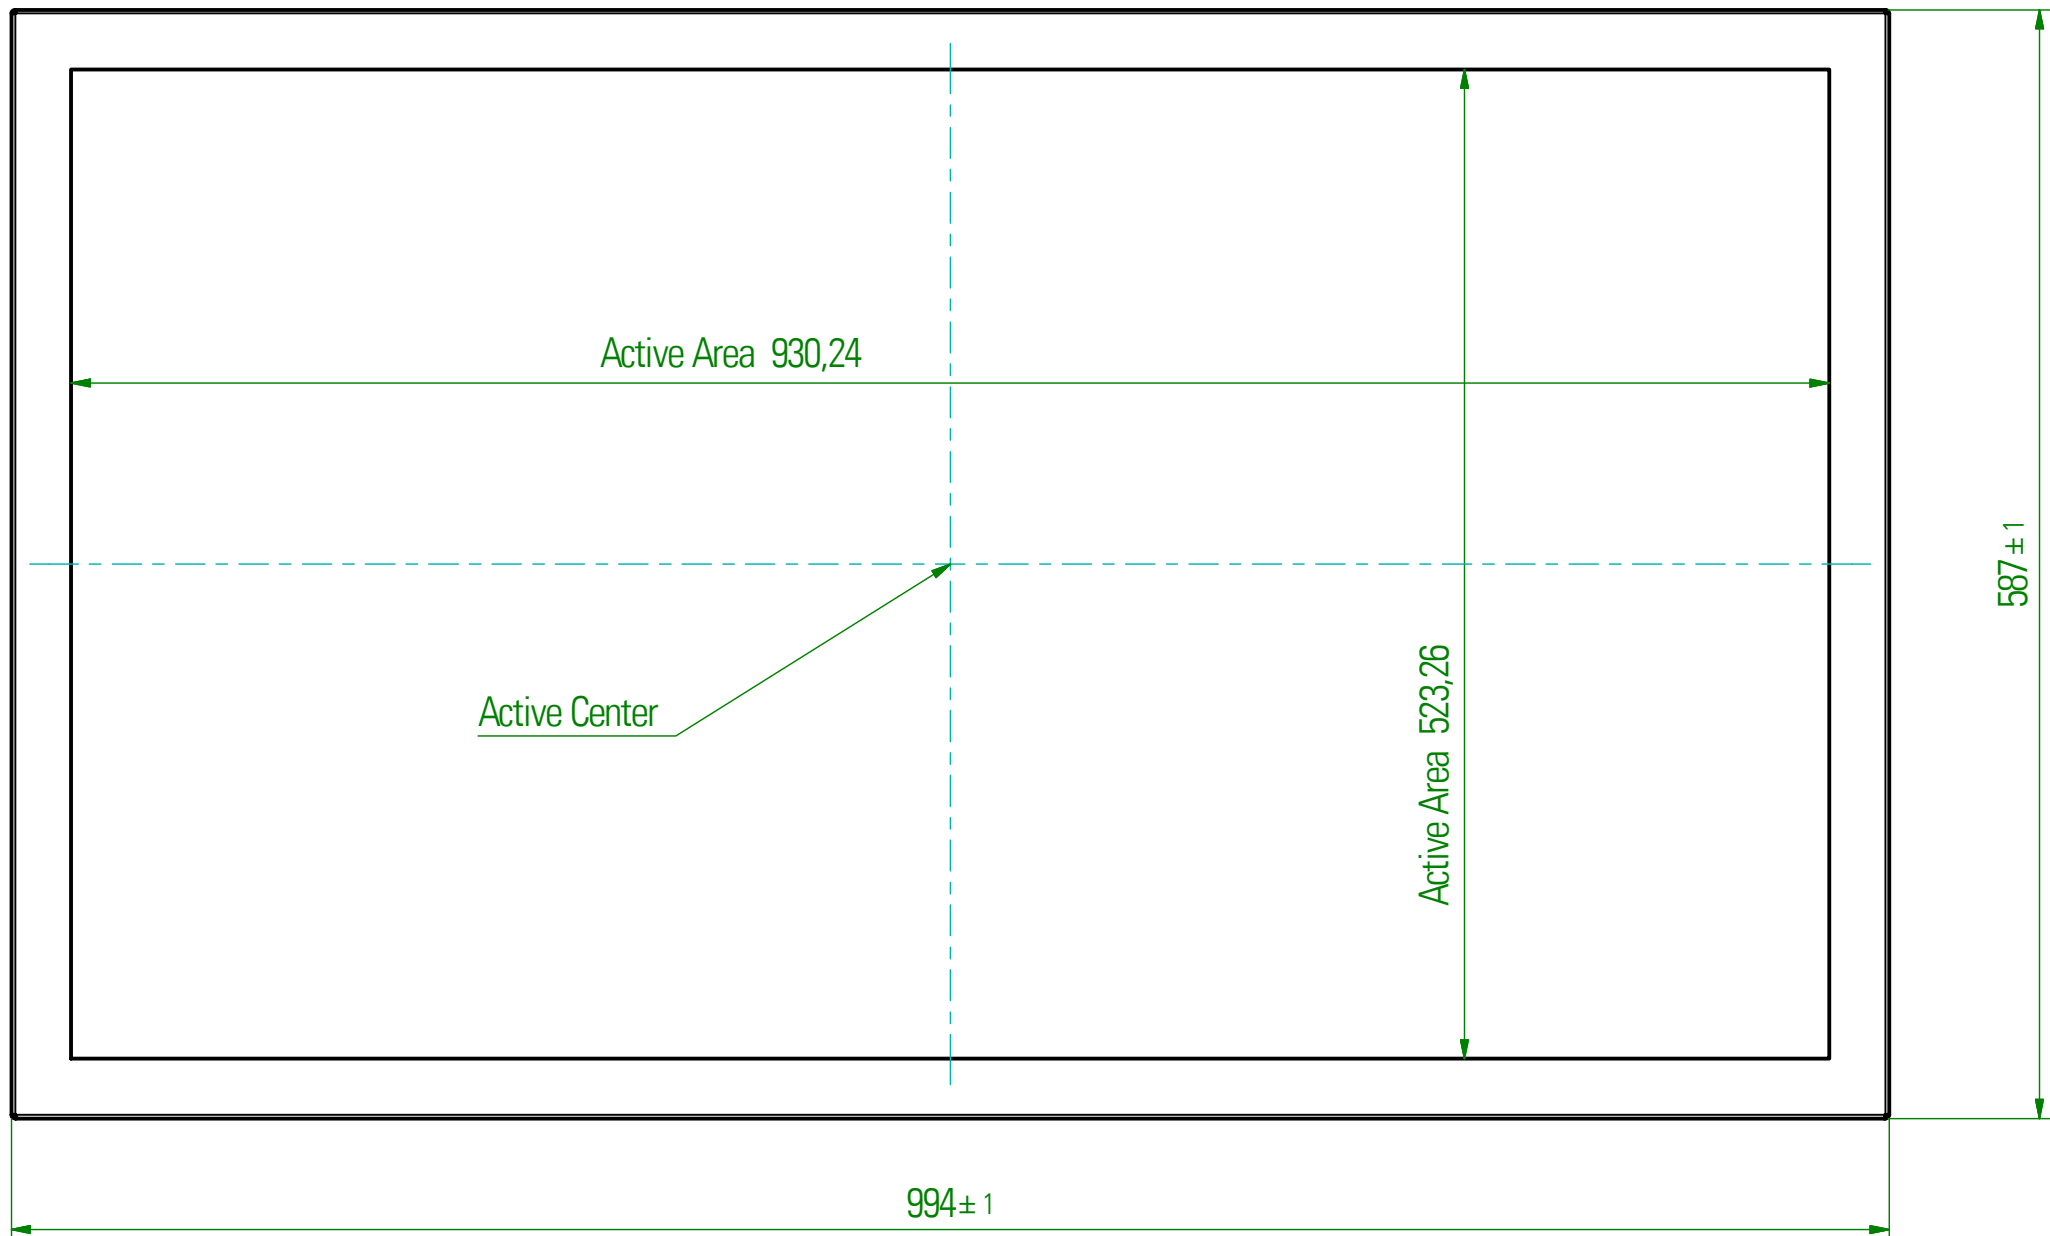 Active Area 930,24
587 ± 1
Active Area 523,26
Active Center
994 ± 1